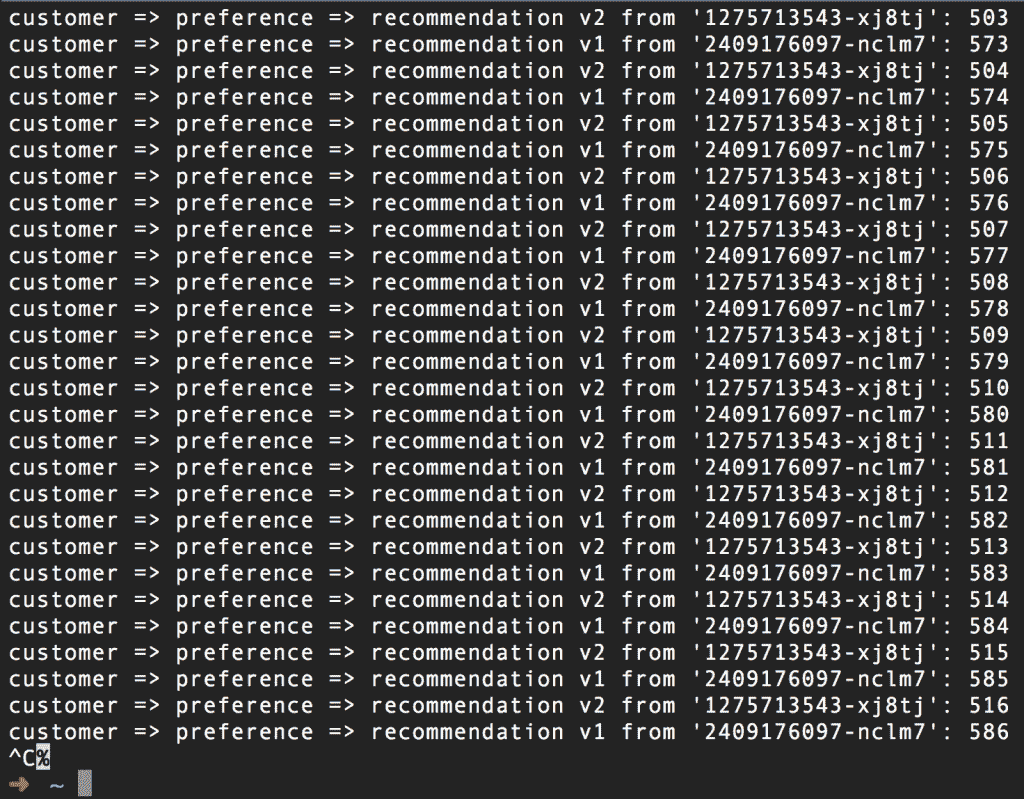 customer => preference => recommendation v2 from '1275713543-xj8tj': 503
customer => preference => recommendation v1 from '2409176097-nclm7': 573
customer => preference => recommendation v2 from '1275713543-xj8tj': 504
customer => preference => recommendation v1 from '2409176097-nclm7': 574
customer => preference => recommendation v2 from '1275713543-xj8tj': 505
customer => preference => recommendation v1 from '2409176097-nclm7': 575
customer => preference => recommendation v2 from '1275713543-xj8tj': 506
customer => preference => recommendation v1 from '2409176097-nclm7': 576
customer => preference => recommendation v2 from '1275713543-xj8tj': 507
customer => preference => recommendation v1 from '2409176097-nclm7': 577
customer => preference => recommendation v2 from '1275713543-xj8tj': 508
customer => preference => recommendation v1 from '2409176097-nclm7': 578
customer => preference => recommendation v2 from '1275713543-xj8tj': 509
customer => preference => recommendation v1 from '2409176097-nclm7': 579
customer => preference => recommendation v2 from '1275713543-xj8tj': 510
customer => preference => recommendation v1 from '2409176097-nclm7': 580
customer => preference => recommendation v2 from '1275713543-xj8tj': 511
customer => preference => recommendation v1 from '2409176097-nclm7': 581
customer => preference => recommendation v2 from '1275713543-xj8tj': 512
customer => preference => recommendation v1 from '2409176097-nclm7': 582
customer => preference => recommendation v2 from '1275713543-xj8tj': 513
customer => preference => recommendation v1 from '2409176097-nclm7': 583
customer => preference => recommendation v2 from '1275713543-xj8tj': 514
customer => preference => recommendation v1 from '2409176097-nclm7': 584
customer => preference => recommendation v2 from '1275713543-xj8tj': 515
customer => preference => recommendation v1 from '2409176097-nclm7': 585
customer => preference => recommendation v2 from '1275713543-xj8tj': 516
customer => preference => recommendation v1 from '2409176097-nclm7': 586
^C%
➜ ~